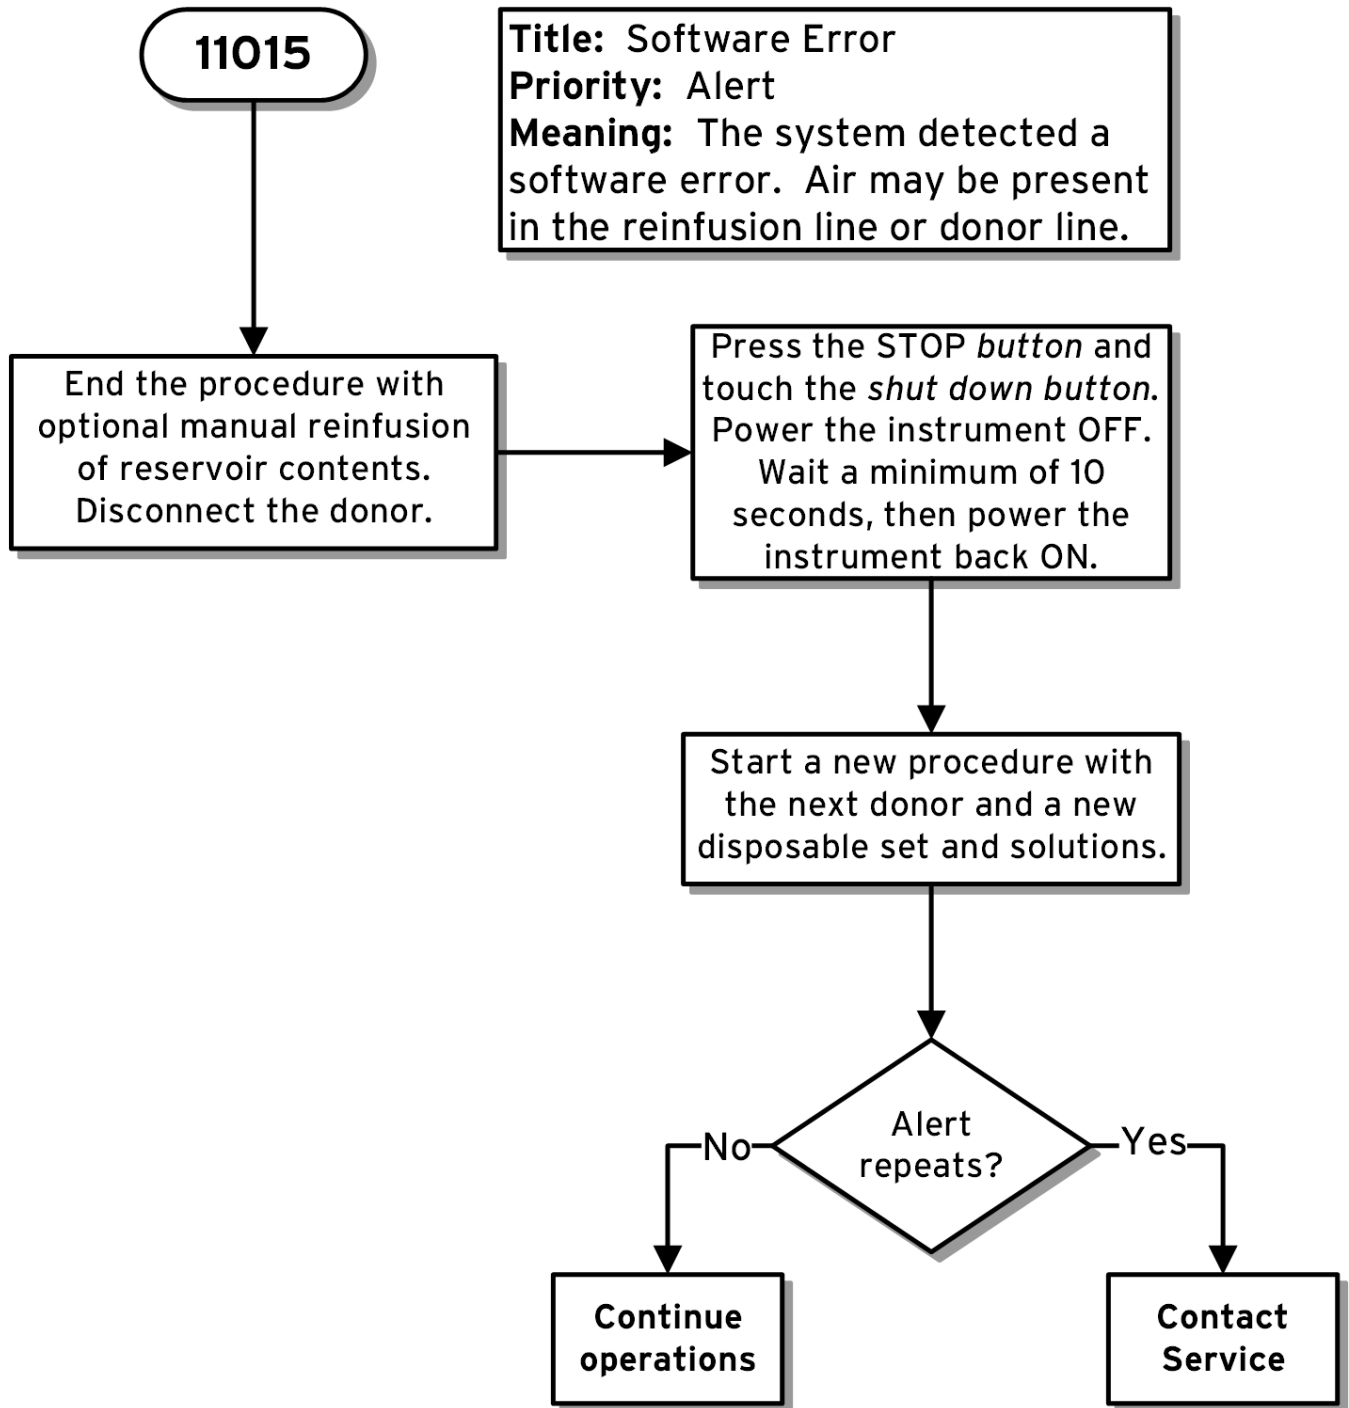 11015
Title: Software Error
Priority: Alert
Meaning: The system detected a
software error. Air may be present
in the reinfusion line or donor line.
End the procedure with
optional manual reinfusion
of reservoir contents.
Disconnect the donor.
Press the STOP button and
touch the shut down button.
Power the instrument OFF.
Wait a minimum of 10
seconds, then power the
instrument back ON.
Start a new procedure with
the next donor and a new
disposable set and solutions.
Alert
repeats?
No
Yes
Continue
operations
Contact
Service